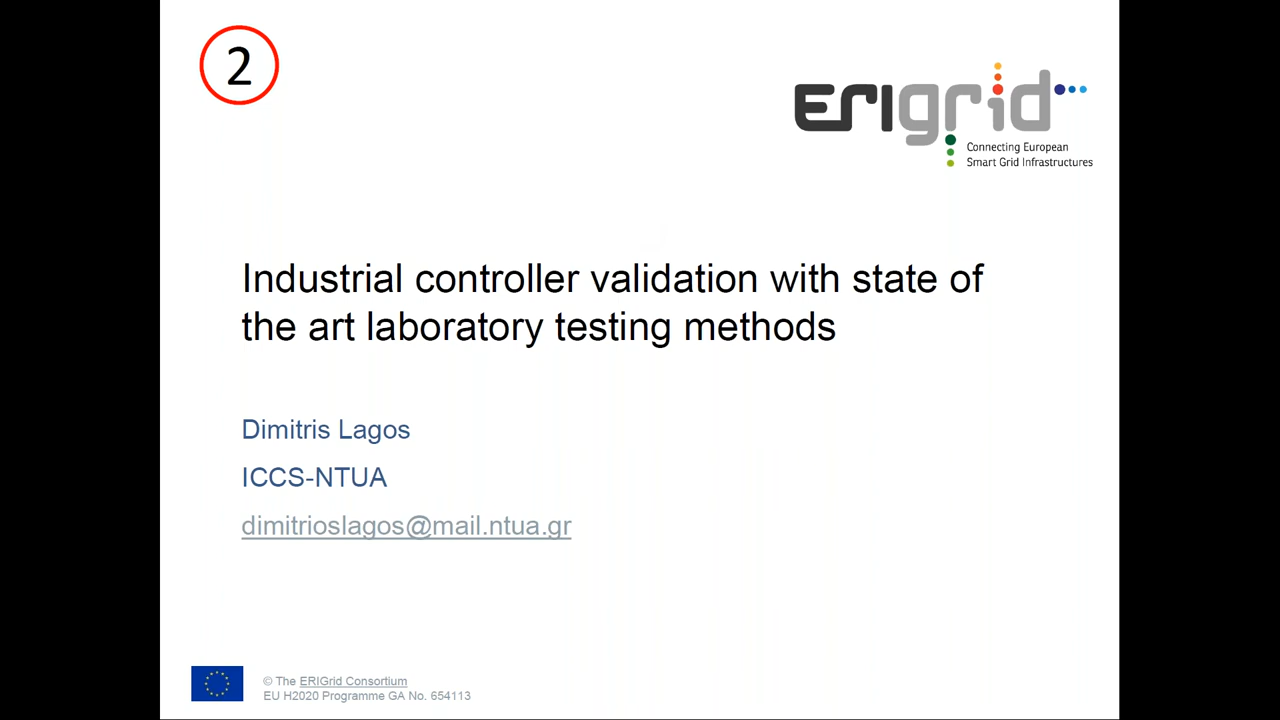 2
ERIgrid
Connecting European
Smart Grid Infrastructures
Industrial controller validation with state of
the art laboratory testing methods
Dimitris Lagos
ICCS-NTUA
dimitrioslagos@mail.ntua.gr
© The ERIGrid Consortium
EU H2020 Programme GA No. 654113